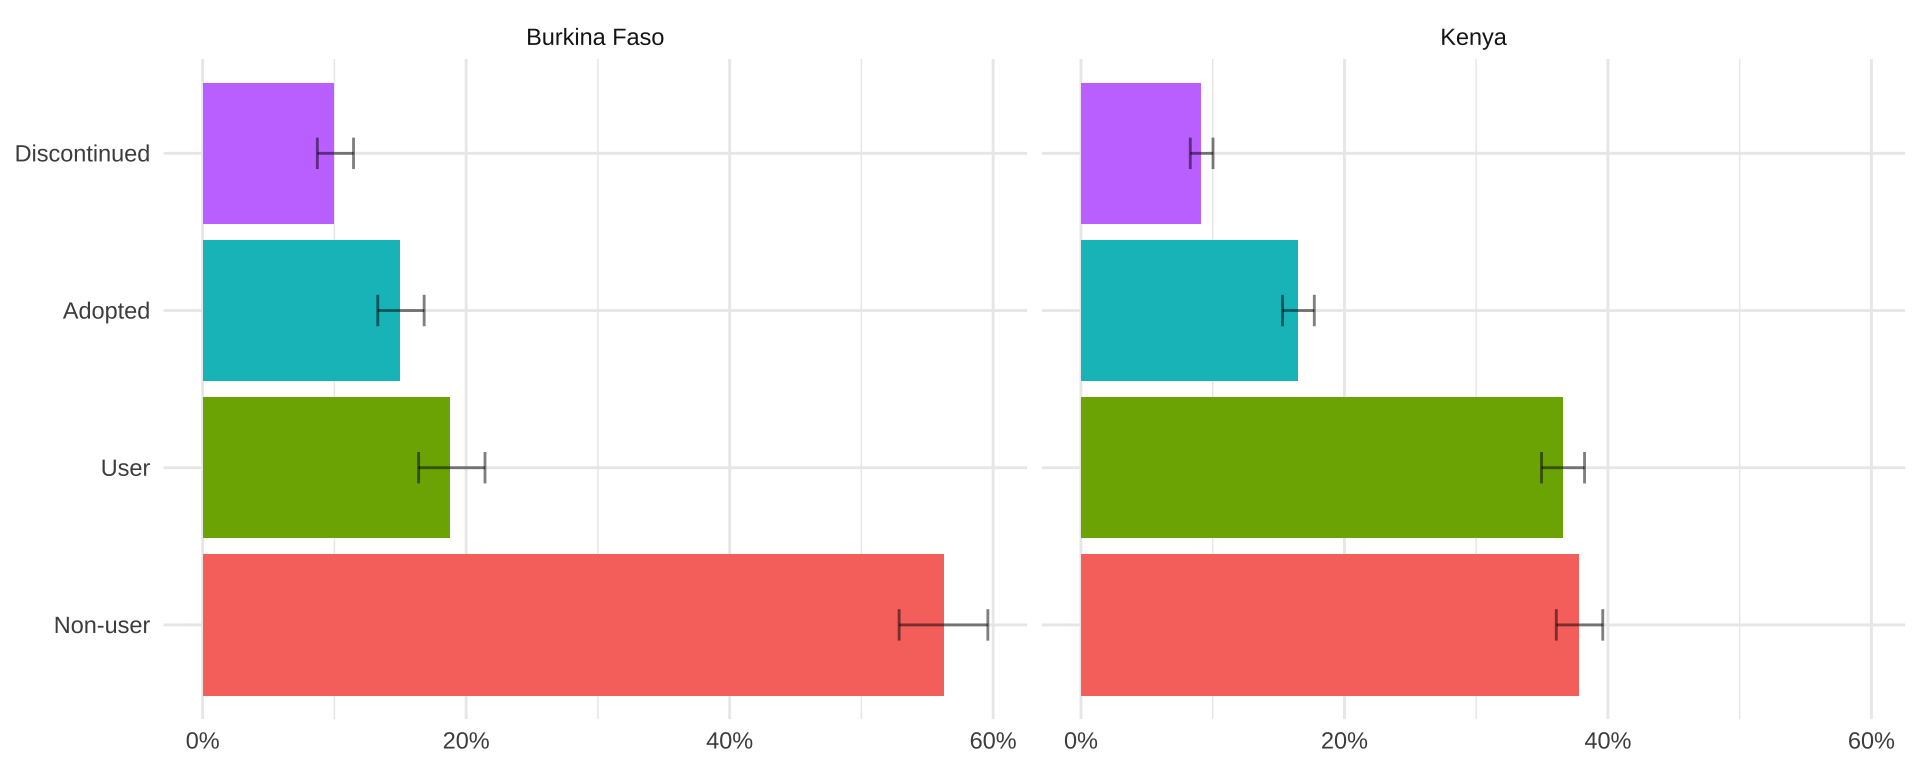 Burkina Faso
Kenya
Discontinued
Adopted
User
Non-user
0% 20% 40% 60% 0% 20% 40% 60%